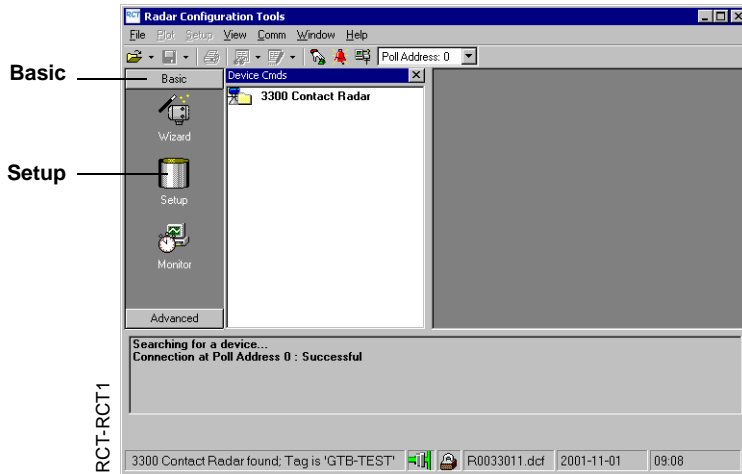 RCT Radar Configuration Tools
File Plot Setup View Comm Window Help
Poll Address: 0
Basic
Basic
Device Cmds
3300 Contact Radar
Wizard
Setup
Setup
Monitor
Advanced
Searching for a device...
Connection at Poll Address 0 : Successful
RCT-RCT1
3300 Contact Radar found; Tag is 'GTB-TEST' R0033011.dcf 2001-11-01 09:08